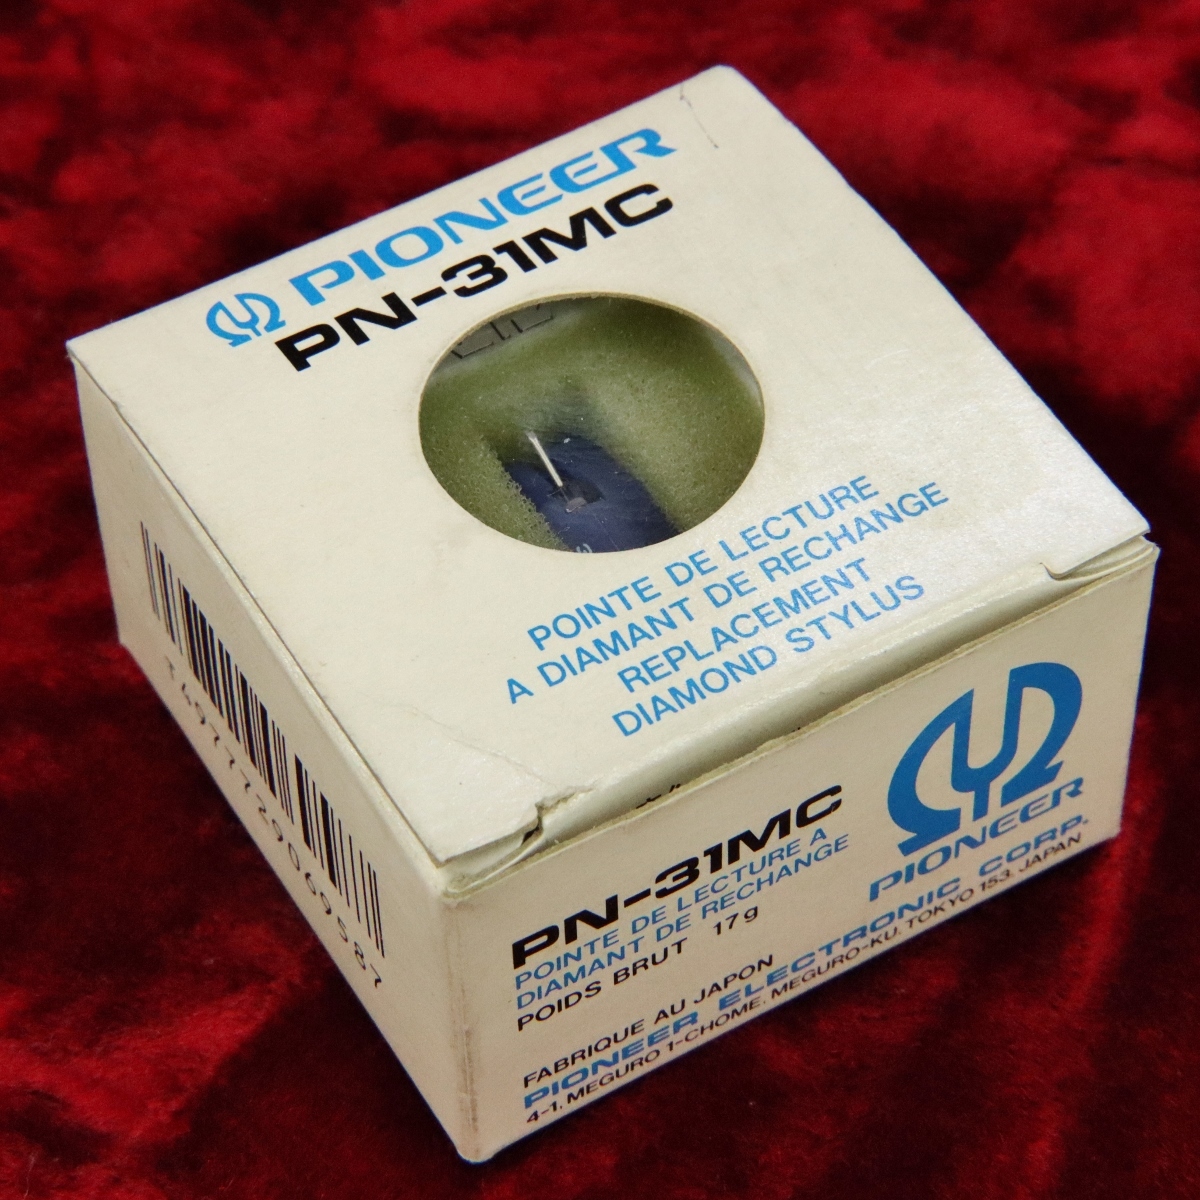 PIONEER
PN-31MC
POINTE DE LECTURE
A DIAMANT DE RECHANGE
REPLACEMENT
DIAMOND STYLUS
PN-31MC
POINTE DE LECTURE A
DIAMANT DE RECHANGE
POIDS BRUT 17g
PIONEER
FABRIQUE AU JAPON
PIONEER ELECTRONIC CORP.
4-1, MEGURO 1-CHOME, MEGURO-KU, TOKYO 153, JAPAN